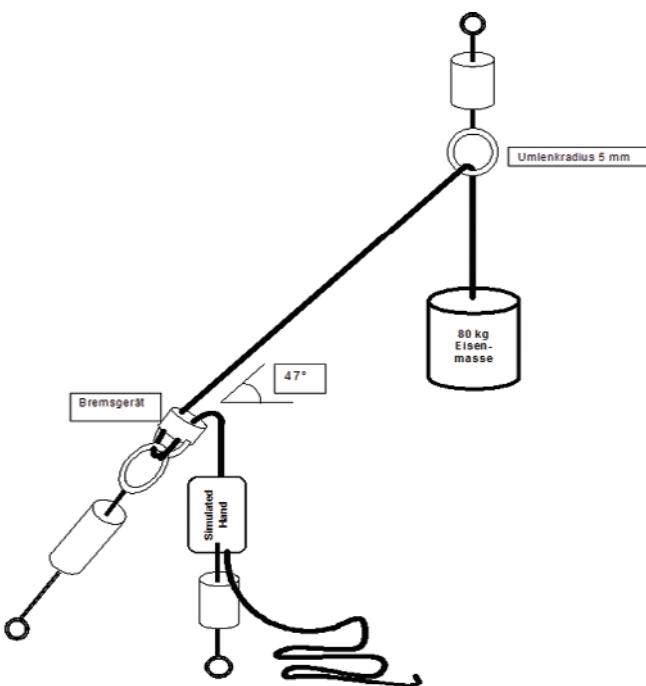 Umlenkradius 5 mm
80 kg
Eisen-
masse
47°
Bremsgerät
Simulated
Hand